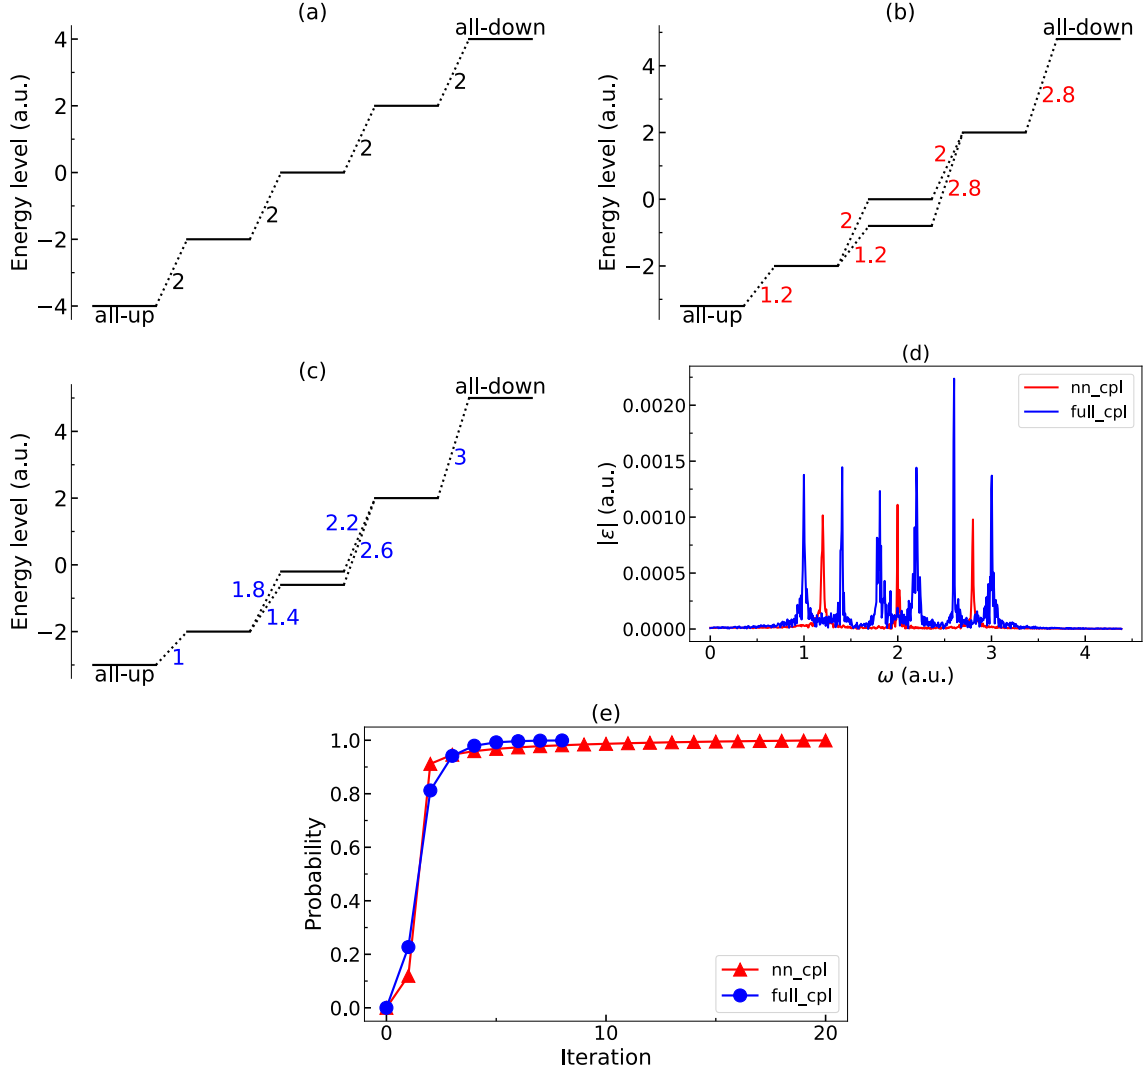 (a)
Energy level (a.u.)
4
2
0
−2
−4
all-down
2
2
2
2
all-up
(b)
Energy level (a.u.)
4
2
0
−2
all-down
2.8
2
2.8
2
1.2
1.2
all-up
(c)
Energy level (a.u.)
4
2
0
−2
all-down
3
2.2
2.6
1.8
1.4
1
all-up
(d)
|ε| (a.u.)
0.0020
0.0015
0.0010
0.0005
0.0000
nn_cpl
full_cpl
0 1 2 3 4
ω (a.u.)
(e)
Probability
1.0
0.8
0.6
0.4
0.2
0.0
nn_cpl
full_cpl
0 10 20
Iteration